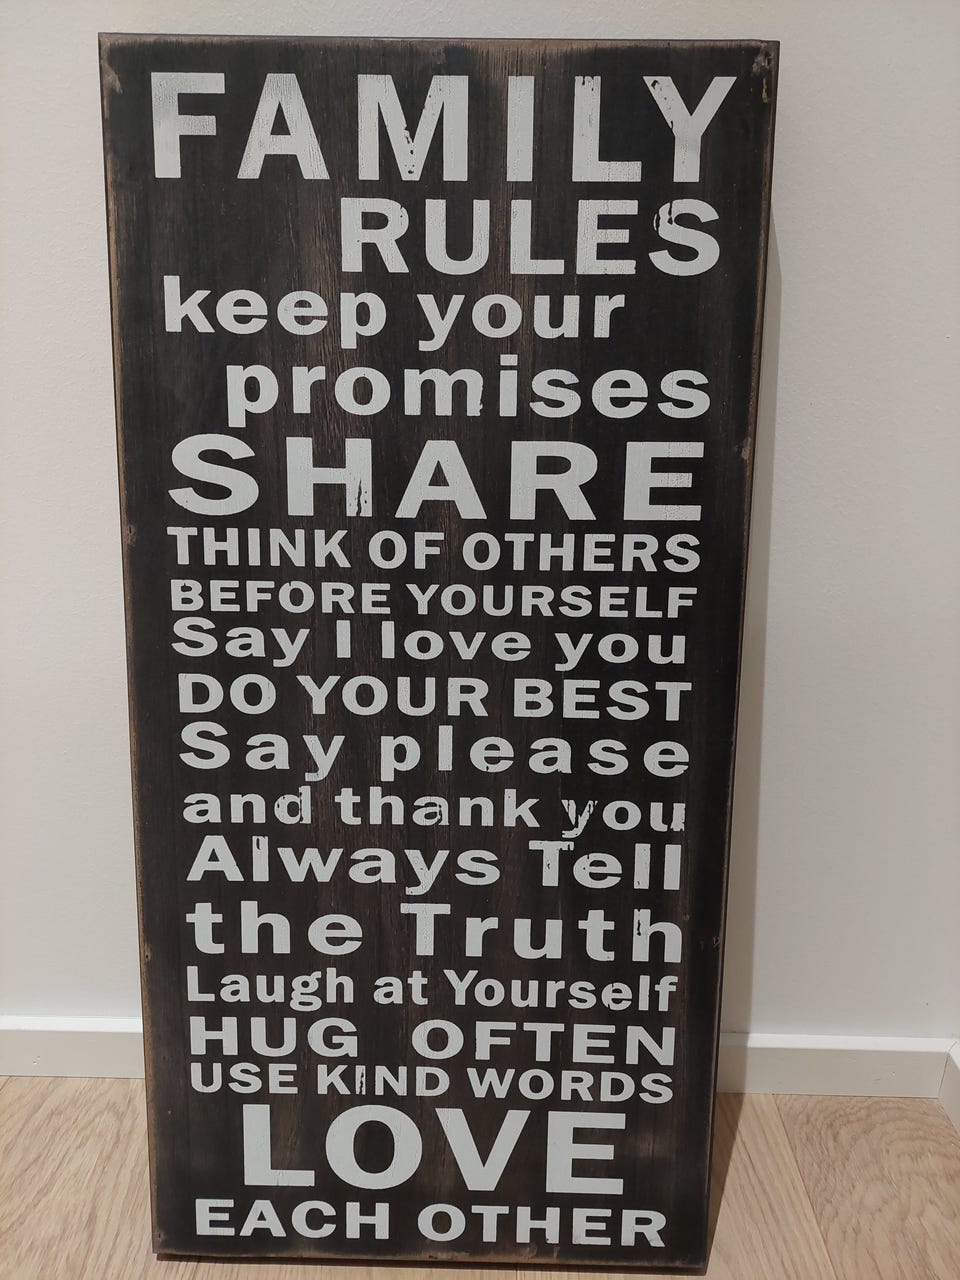 FAMILY
RULES
keep your
promises
SHARE
THINK OF OTHERS
BEFORE YOURSELF
Say I love you
DO YOUR BEST
Say please
and thank you
Always Tell
the Truth
Laugh at Yourself
HUG OFTEN
USE KIND WORDS
LOVE
EACH OTHER